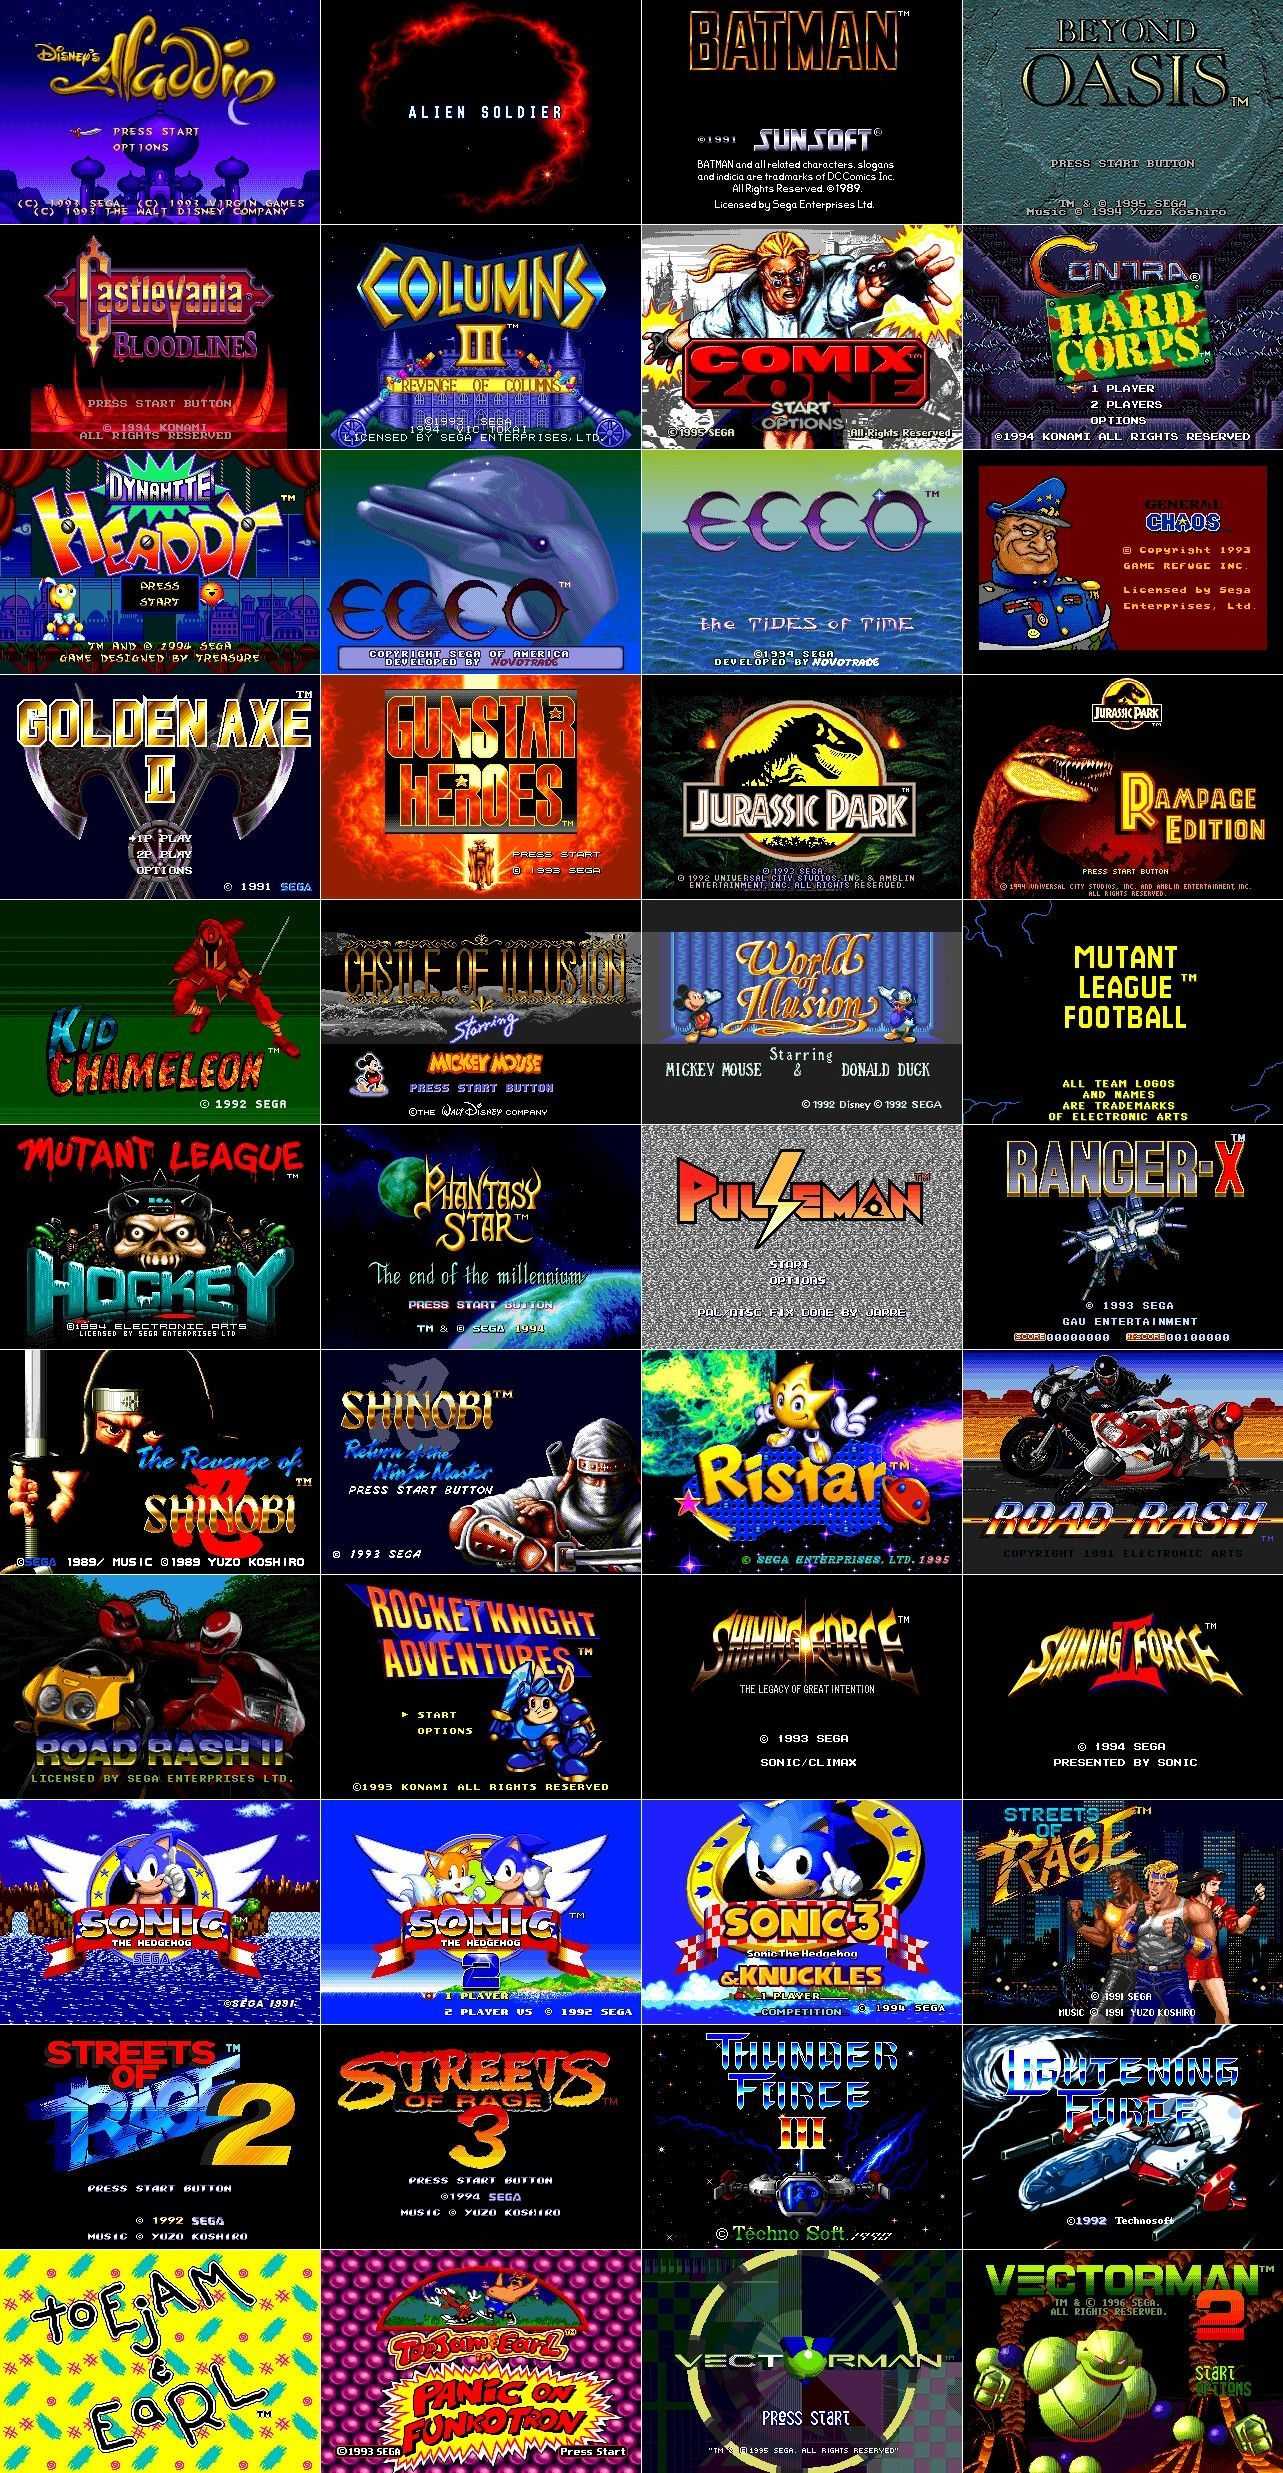 Disney's
Aladdin
PRESS START
OPTIONS
(C) 1993 SEGA. (C) 1993 VIRGIN GAMES
(C) 1993 THE WALT DISNEY COMPANY
ALIEN SOLDIER
BATMAN™
©1991 SUNSOFT®
BATMAN and all related characters, slogans
and indicia are tradmarks of DC Comics Inc.
All Rights Reserved. ©1989.
Licensed by Sega Enterprises Ltd.
BEYOND
OASIS™
PRESS START BUTTON
TM & © 1995 SEGA
Music © 1994 Yuzo Koshiro
Castlevania
BLOODLINES
PRESS START BUTTON
© 1994 KONAMI
ALL RIGHTS RESERVED
COLUMNS
III™
REVENGE OF COLUMNS
©1993 SEGA
1994 VIC TOKAI
LICENSED BY SEGA ENTERPRISES, LTD.
COMIX
ZONE™
START
OPTIONS
©1995 SEGA All Rights Reserved
CONTRA®
HARD
CORPS™
1 PLAYER
2 PLAYERS
OPTIONS
©1994 KONAMI ALL RIGHTS RESERVED
DYNAMITE
HEADDY™
PRESS
START
TM AND © 1994 SEGA
GAME DESIGNED BY TREASURE
ECCO™
COPYRIGHT SEGA OF AMERICA
DEVELOPED BY NOVOTRADE
ECCO™
the TIDES of TIME
©1994 SEGA
DEVELOPED BY NOVOTRADE
GENERAL
CHAOS
© Copyright 1993
GAME REFUGE INC.
Licensed by Sega
Enterprises, Ltd.
GOLDEN AXE™
II
1P PLAY
2P PLAY
OPTIONS
© 1991 SEGA
GUNSTAR
HEROES™
PRESS START
© 1993 SEGA
JURASSIC PARK™
© 1993 SEGA
© 1992 UNIVERSAL CITY STUDIOS, INC. & AMBLIN
ENTERTAINMENT, INC. ALL RIGHTS RESERVED.
JURASSIC PARK™
RAMPAGE
EDITION
PRESS START BUTTON
© 1994 UNIVERSAL CITY STUDIOS, INC. AND AMBLIN ENTERTAINMENT, INC.
ALL RIGHTS RESERVED.
KID
CHAMELEON™
© 1992 SEGA
CASTLE OF ILLUSION™
Starring
MICKEY MOUSE
PRESS START BUTTON
©THE WALT DISNEY COMPANY
World
of
Illusion
Starring
MICKEY MOUSE & DONALD DUCK
© 1992 Disney © 1992 SEGA
MUTANT
LEAGUE™
FOOTBALL
ALL TEAM LOGOS
AND NAMES
ARE TRADEMARKS
OF ELECTRONIC ARTS
MUTANT LEAGUE™
HOCKEY
©1994 ELECTRONIC ARTS
LICENSED BY SEGA ENTERPRISES LTD
PHANTASY
STAR™
The end of the millennium
PRESS START BUTTON
TM & © SEGA 1994
PULSEMAN™
START
OPTIONS
PAL/NTSC FIX DONE BY JARRE
RANGER-X™
© 1993 SEGA
GAU ENTERTAINMENT
SCORE 00000000 HI-SCORE 00100000
The Revenge of
SHINOBI™
©SEGA 1989/ MUSIC ©1989 YUZO KOSHIRO
忍
SHINOBI™
Return of the
Ninja Master
PRESS START BUTTON
© 1993 SEGA
Ristar™
© SEGA ENTERPRISES, LTD. 1995
ROAD RASH™
COPYRIGHT 1991 ELECTRONIC ARTS
ROAD RASH II
LICENSED BY SEGA ENTERPRISES LTD.
ROCKET KNIGHT
ADVENTURES™
START
OPTIONS
©1993 KONAMI ALL RIGHTS RESERVED
SHINING FORCE™
THE LEGACY OF GREAT INTENTION
© 1993 SEGA
SONIC/CLIMAX
SHINING FORCE II™
© 1994 SEGA
PRESENTED BY SONIC
SONIC™
THE HEDGEHOG
SEGA
©SEGA 1991
SONIC™
THE HEDGEHOG
2
1 PLAYER
2 PLAYER VS © 1992 SEGA
SONIC 3
Sonic The Hedgehog
& KNUCKLES
1 PLAYER
COMPETITION © 1994 SEGA
STREETS
OF
RAGE™
© 1991 SEGA
MUSIC © 1991 YUZO KOSHIRO
STREETS™
OF
RAGE 2
PRESS START BUTTON
© 1992 SEGA
MUSIC © YUZO KOSHIRO
STREETS
OF RAGE™
3
PRESS START BUTTON
©1994 SEGA
MUSIC © YUZO KOSHIRO
THUNDER
FORCE
III
© Techno Soft. 1990
LIGHTENING
FORCE
©1992 Technosoft
ToEjAM
&
EaRL™
ToeJam & Earl™
in
PANIC ON
FUNKOTRON
©1993 SEGA Press Start
VECTORMAN™
PRESS START
"TM & ©1995 SEGA. ALL RIGHTS RESERVED"
VECTORMAN™
2
TM & © 1996 SEGA.
ALL RIGHTS RESERVED.
START
OPTIONS